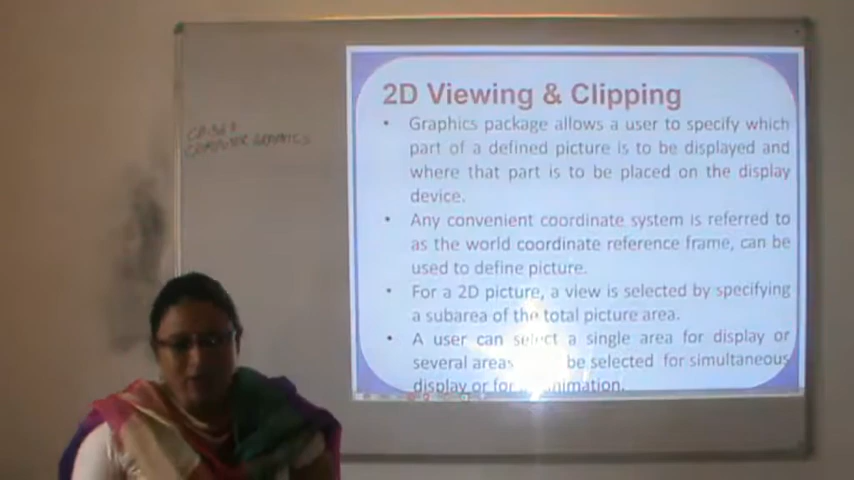 COMPUTER GRAPHICS
2D Viewing & Clipping
• Graphics package allows a user to specify which
part of a defined picture is to be displayed and
where that part is to be placed on the display
device.
• Any convenient coordinate system is referred to
as the world coordinate reference frame, can be
used to define picture.
• For a 2D picture, a view is selected by specifying
a subarea of the total picture area.
• A user can select a single area for display or
several areas be selected for simultaneous
display or for animation.